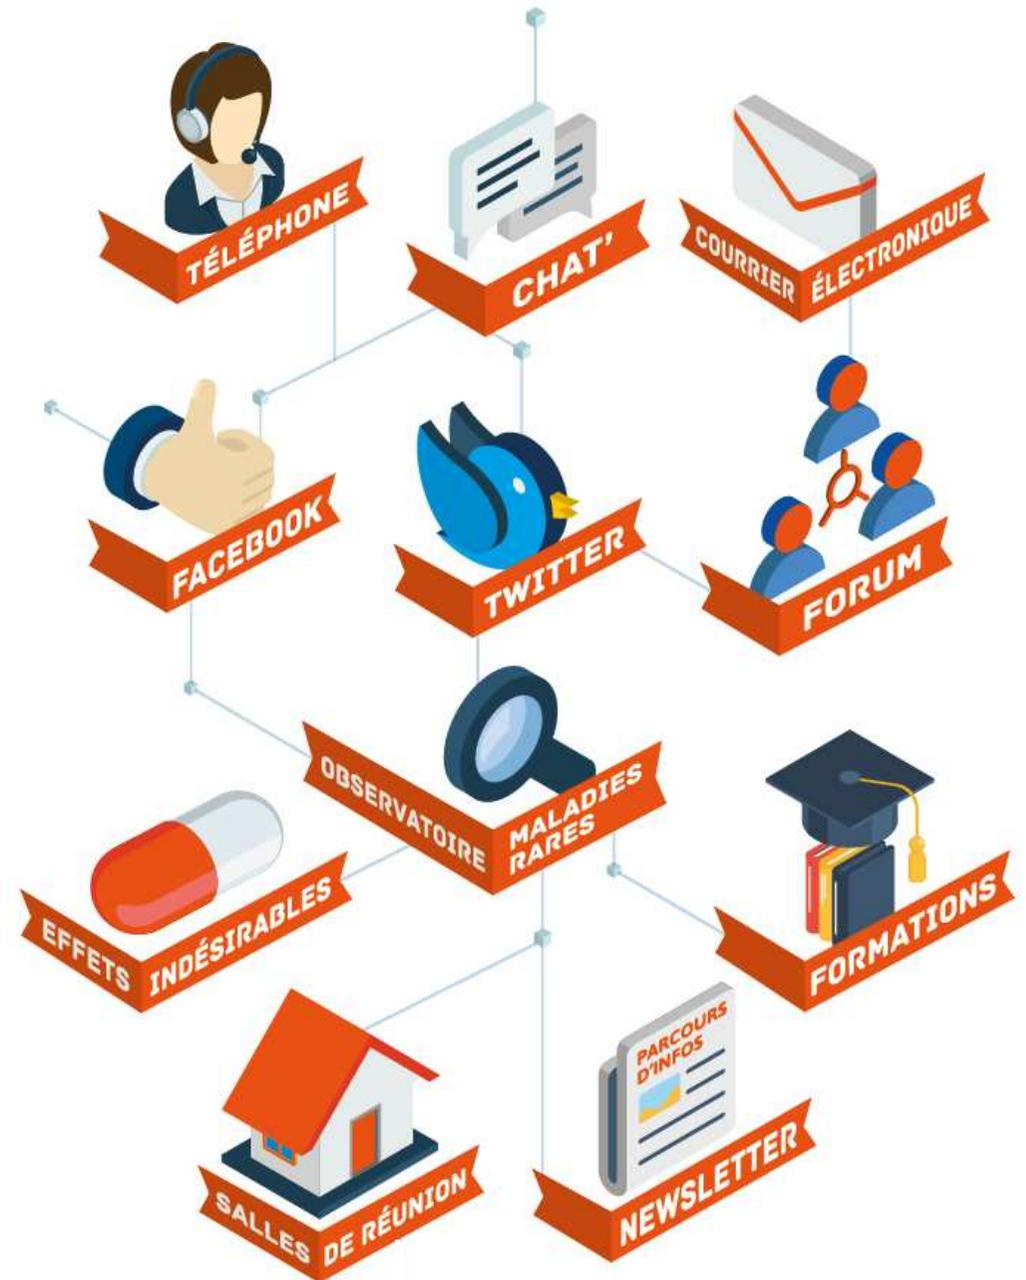 TÉLÉPHONE
CHAT'
COURRIER ÉLECTRONIQUE
FACEBOOK
TWITTER
FORUM
OBSERVATOIRE MALADIES
RARES
EFFETS INDÉSIRABLES
FORMATIONS
PARCOURS
D'INFOS
SALLES DE RÉUNION
NEWSLETTER